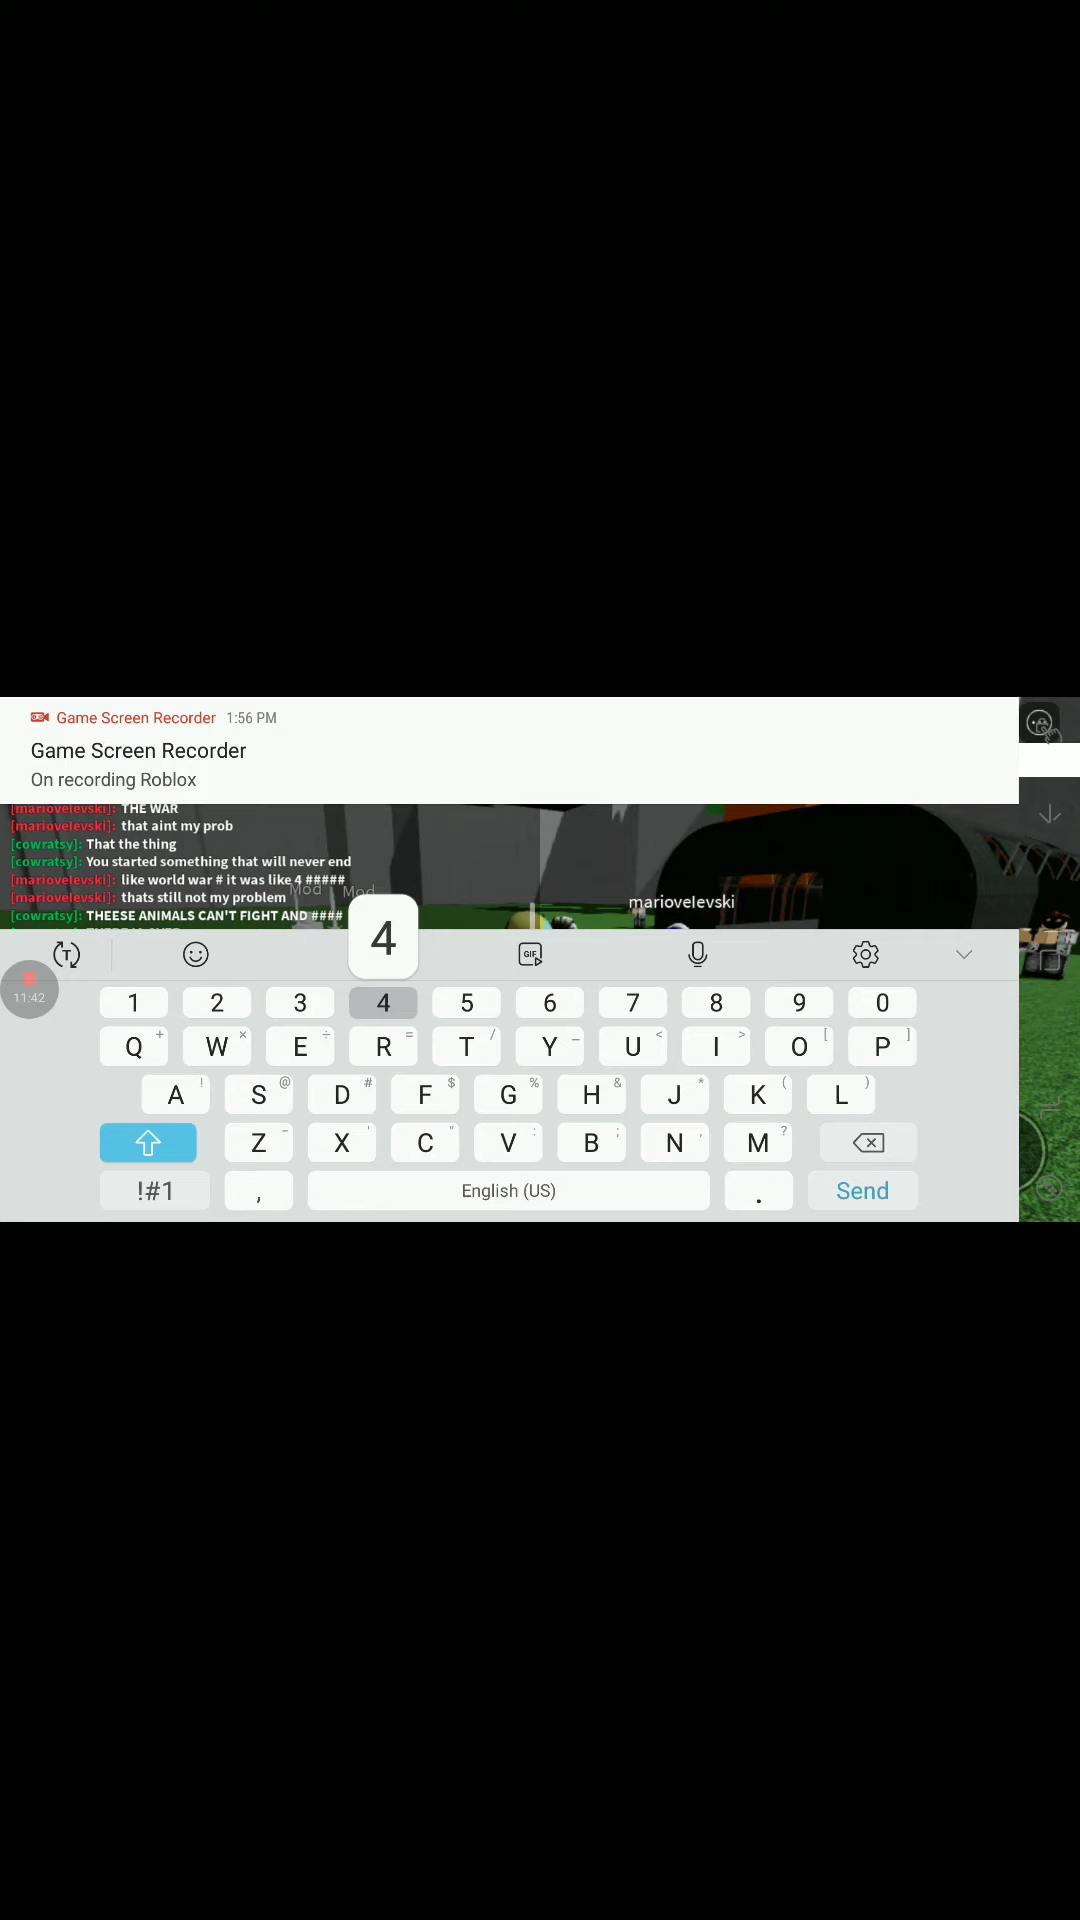 Game Screen Recorder 1:56 PM
Game Screen Recorder
On recording Roblox
[mariovelevski]: THE WAR
[mariovelevski]: that aint my prob
[cowratsy]: That the thing
[cowratsy]: You started something that will never end
[mariovelevski]: like world war # it was like 4 #####
Mod Mod
[mariovelevski]: thats still not my problem
mariovelevski
[cowratsy]: THEESE ANIMALS CAN'T FIGHT AND ####
4
T
GIF
11:42
1 2 3 4 5 6 7 8 9 0
Q + W × E ÷ R = T / Y _ U < I > O [ P ]
A ! S @ D # F $ G % H & J * K ( L )
Z - X ' C " V : B ; N , M ?
!#1 , English (US) . Send